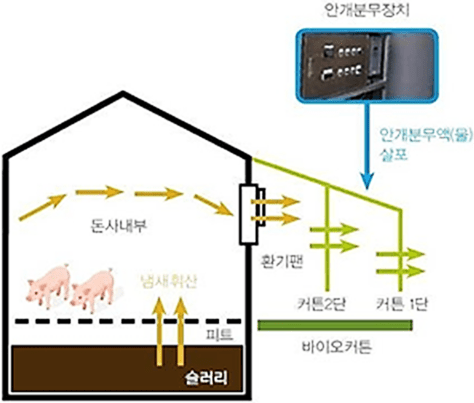 안개분무장치
안개분무액(물)
살포
돈사내부
환기팬
냄새휘산
커튼2단
커튼 1단
피트
바이오커튼
슬러리